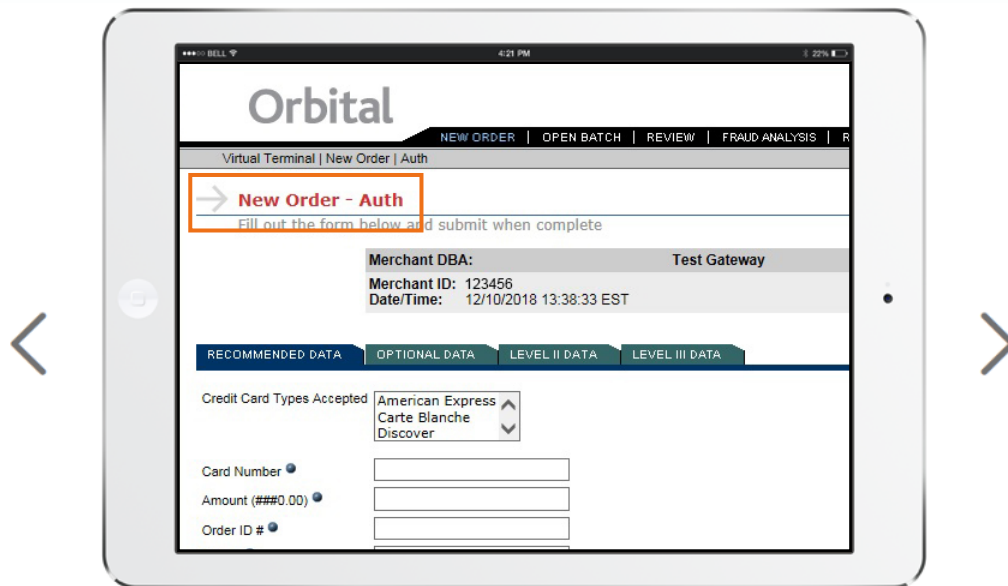 BELL 4:21 PM 22%
Orbital
NEW ORDER | OPEN BATCH | REVIEW | FRAUD ANALYSIS | R
Virtual Terminal | New Order | Auth
New Order - Auth
Fill out the form below and submit when complete
Merchant DBA: Test Gateway
Merchant ID: 123456
Date/Time: 12/10/2018 13:38:33 EST
RECOMMENDED DATA OPTIONAL DATA LEVEL II DATA LEVEL III DATA
Credit Card Types Accepted American Express
Carte Blanche
Discover
Card Number
Amount (###0.00)
Order ID #